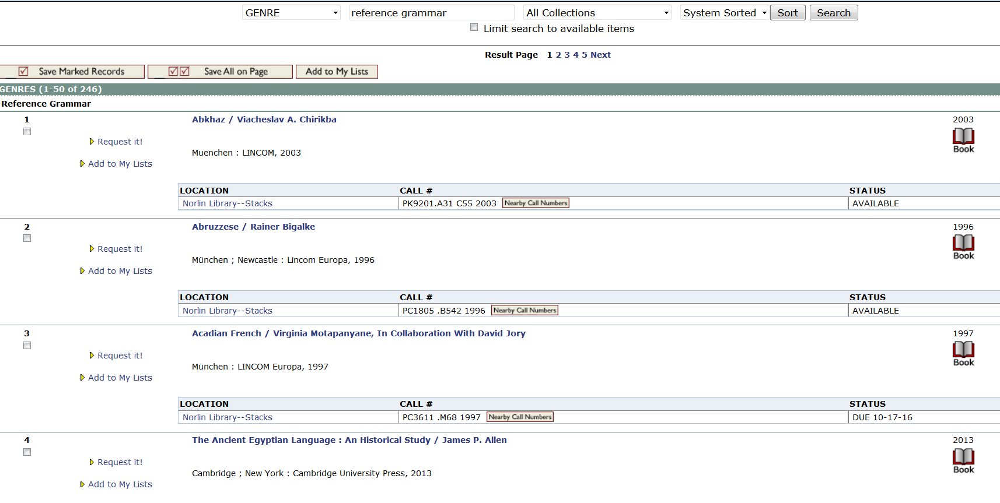 GENRE reference grammar All Collections System Sorted Sort Search
Limit search to available items
Result Page 1 2 3 4 5 Next
Save Marked Records Save All on Page Add to My Lists
GENRES (1-50 of 246)
Reference Grammar
1 Abkhaz / Viacheslav A. Chirikba 2003
Request it!
Book
Muenchen : LINCOM, 2003
Add to My Lists
LOCATION CALL # STATUS
Norlin Library--Stacks PK9201.A31 C55 2003 Nearby Call Numbers AVAILABLE
2 Abruzzese / Rainer Bigalke 1996
Request it!
Book
München ; Newcastle : Lincom Europa, 1996
Add to My Lists
LOCATION CALL # STATUS
Norlin Library--Stacks PC1805 .B542 1996 Nearby Call Numbers AVAILABLE
3 Acadian French / Virginia Motapanyane, In Collaboration With David Jory 1997
Request it!
Book
München : LINCOM Europa, 1997
Add to My Lists
LOCATION CALL # STATUS
Norlin Library--Stacks PC3611 .M68 1997 Nearby Call Numbers DUE 10-17-16
4 The Ancient Egyptian Language : An Historical Study / James P. Allen 2013
Request it!
Book
Cambridge ; New York : Cambridge University Press, 2013
Add to My Lists